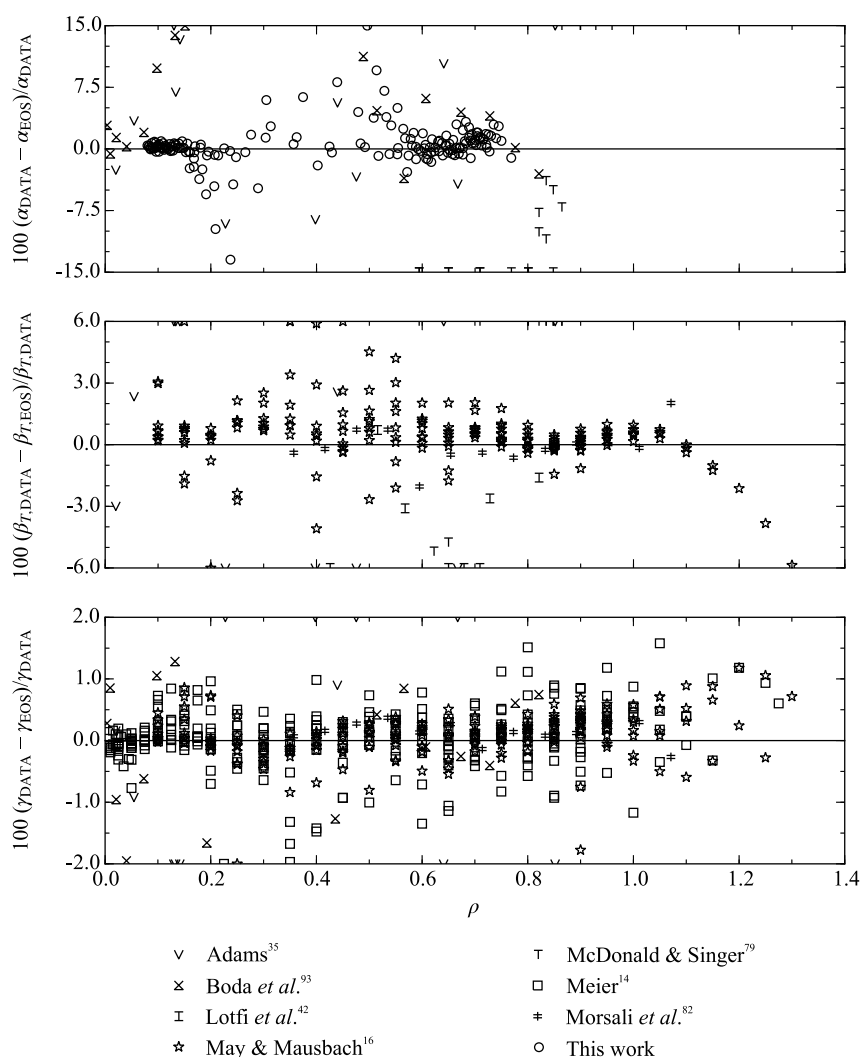 100 (αDATA − αEOS)/αDATA
15.0
7.5
0.0
-7.5
-15.0
100 (βT,DATA − βT,EOS)/βT,DATA
6.0
3.0
0.0
-3.0
-6.0
100 (γDATA − γEOS)/γDATA
2.0
1.0
0.0
-1.0
-2.0
0.0 0.2 0.4 0.6 0.8 1.0 1.2 1.4
ρ
Adams35
Boda et al.93
Lotfi et al.42
May & Mausbach16
McDonald & Singer79
Meier14
Morsali et al.82
This work